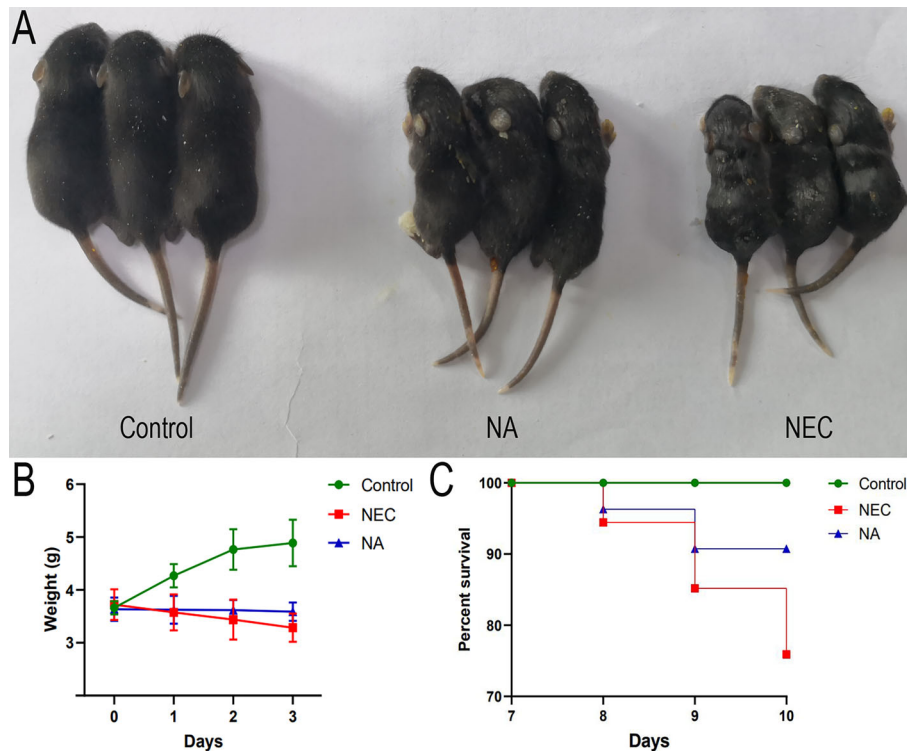 A
Control
NA
NEC
B
6
5
4
3
Weight (g)
0
1
2
3
Days
Control
NEC
NA
C
100
90
80
70
Percent survival
7
8
9
10
Days
Control
NEC
NA